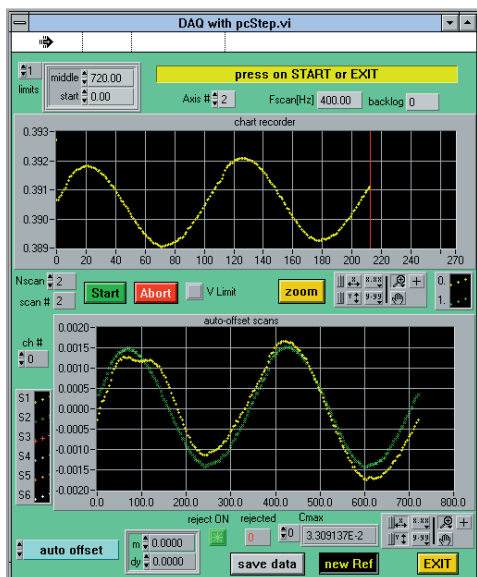 DAQ with pcStep.vi
1
limits
middle 720.00
start 0.00
press on START or EXIT
Axis # 2
Fscan[Hz] 400.00
backlog 0
chart recorder
0.393-
0.392-
0.391-
0.390-
0.389-
0 20 40 60 80 100 120 140 160 180 200 220 240 270
Nscan 2
scan # 2
Start
Abort
V Limit
zoom
x.xx
y.yy
0.
1.
auto-offset scans
ch #
0
0.0020-
0.0015-
0.0010-
0.0005-
0.0000-
-0.0005-
-0.0010-
-0.0015-
-0.0020-
0.0 100.0 200.0 300.0 400.0 500.0 600.0 700.0 800.0
S1
S2
S3
S4
S5
S6
auto offset
m 0.0000
dy 0.0000
reject ON
rejected
0
0
Cmax
3.309137E-2
x.xx
y.yy
save data
new Ref
EXIT